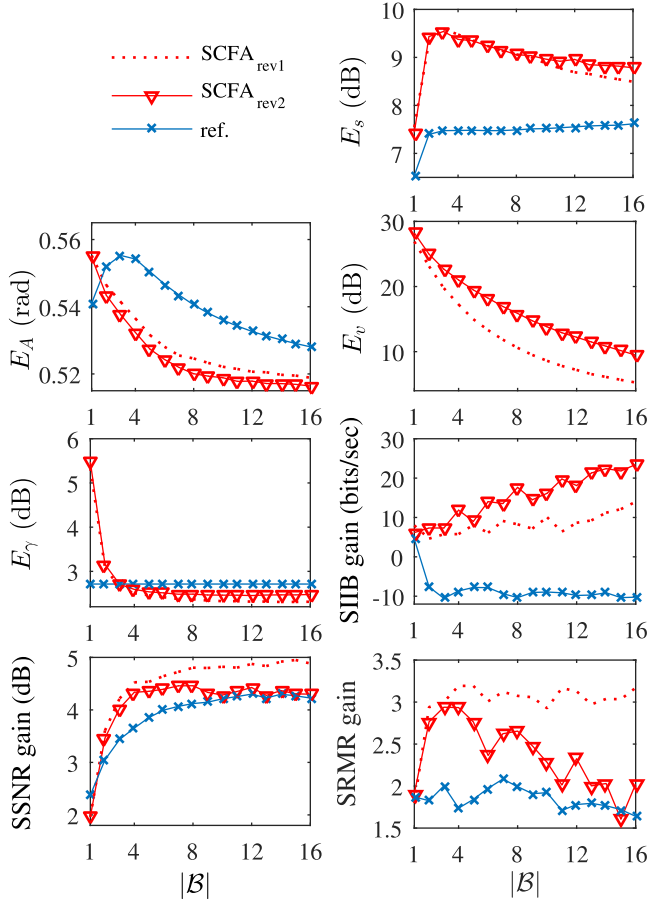 SCFA rev1
SCFA rev2
ref.
E_s (dB)
10
9
8
7
1 4 8 12 16
E_A (rad)
0.56
0.54
0.52
1 4 8 12 16
E_v (dB)
30
20
10
1 4 8 12 16
E_γ (dB)
6
5
4
3
1 4 8 12 16
SIIB gain (bits/sec)
30
20
10
0
-10
1 4 8 12 16
SSNR gain (dB)
5
4
3
2
1 4 8 12 16
|ℬ|
SRMR gain
3.5
3
2.5
2
1.5
1 4 8 12 16
|ℬ|